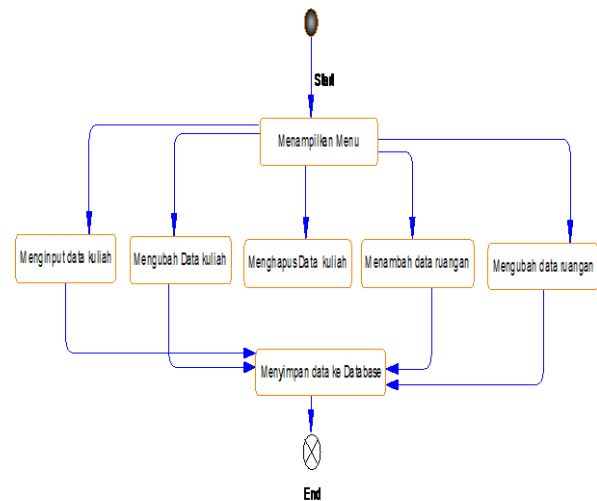 Start
Menampilkan Menu
Menginput data kuliah
Mengubah Data kuliah
Menghapus Data kuliah
Menambah data ruangan
Mengubah data ruangan
Menyimpan data ke Database
End